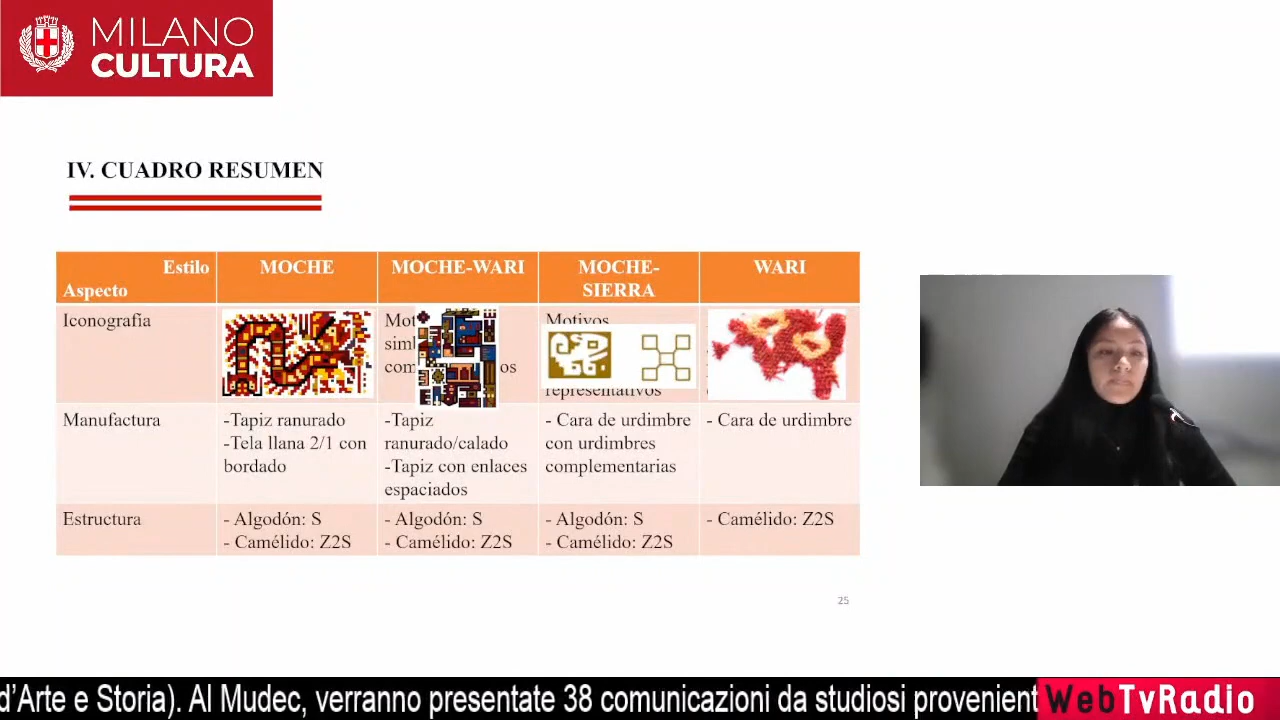 MILANO
CULTURA
IV. CUADRO RESUMEN
Estilo
Aspecto
MOCHE
MOCHE-WARI
MOCHE-
SIERRA
WARI
Iconografía
Motivos
representativos
Manufactura
-Tapiz ranurado
-Tela llana 2/1 con
bordado
-Tapiz
ranurado/calado
-Tapiz con enlaces
espaciados
- Cara de urdimbre
con urdimbres
complementarias
- Cara de urdimbre
Estructura
- Algodón: S
- Camélido: Z2S
- Algodón: S
- Camélido: Z2S
- Algodón: S
- Camélido: Z2S
- Camélido: Z2S
25
d'Arte e Storia). Al Mudec, verranno presentate 38 comunicazioni da studiosi provenient
WebTvRadio